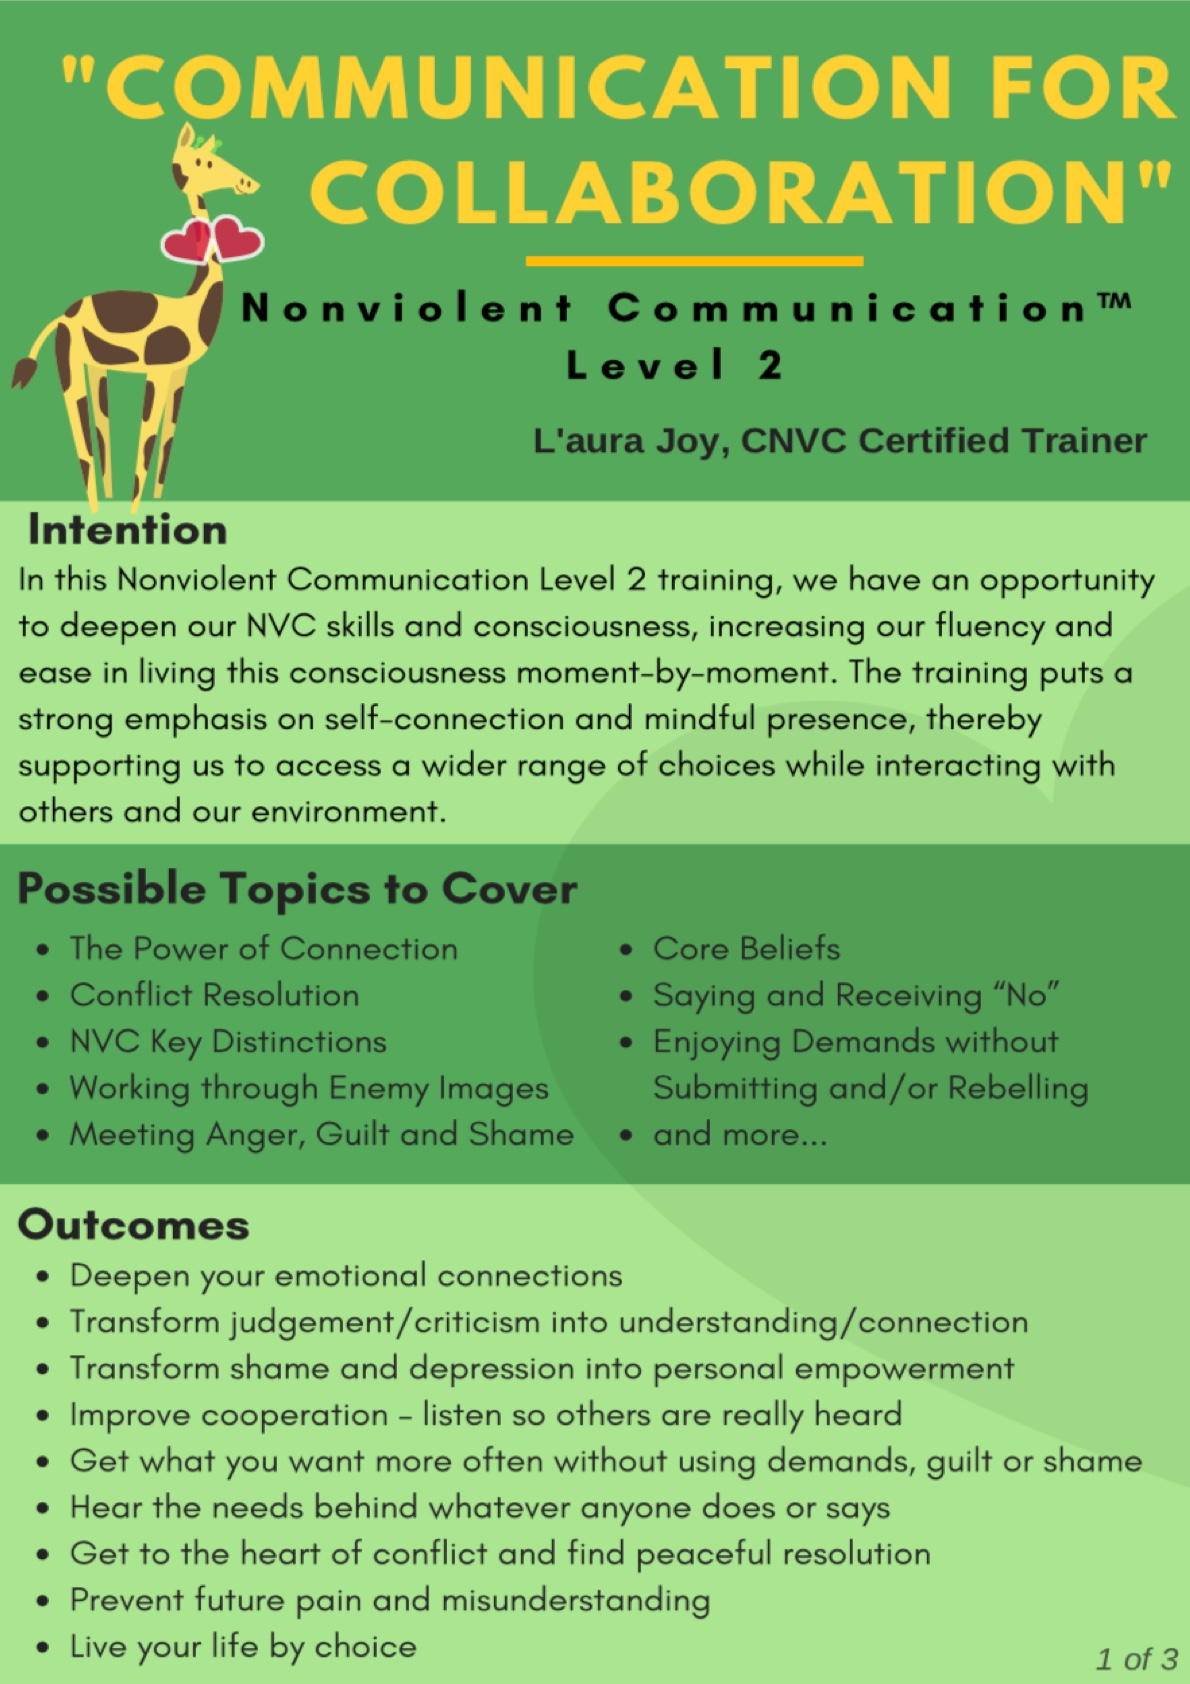 "COMMUNICATION FOR
COLLABORATION"
Nonviolent Communication™
Level 2
L'aura Joy, CNVC Certified Trainer
Intention
In this Nonviolent Communication Level 2 training, we have an opportunity
to deepen our NVC skills and consciousness, increasing our fluency and
ease in living this consciousness moment-by-moment. The training puts a
strong emphasis on self-connection and mindful presence, thereby
supporting us to access a wider range of choices while interacting with
others and our environment.
Possible Topics to Cover
• The Power of Connection
• Conflict Resolution
• NVC Key Distinctions
• Working through Enemy Images
• Meeting Anger, Guilt and Shame
• Core Beliefs
• Saying and Receiving “No”
• Enjoying Demands without
Submitting and/or Rebelling
• and more...
Outcomes
• Deepen your emotional connections
• Transform judgement/criticism into understanding/connection
• Transform shame and depression into personal empowerment
• Improve cooperation - listen so others are really heard
• Get what you want more often without using demands, guilt or shame
• Hear the needs behind whatever anyone does or says
• Get to the heart of conflict and find peaceful resolution
• Prevent future pain and misunderstanding
• Live your life by choice
1 of 3